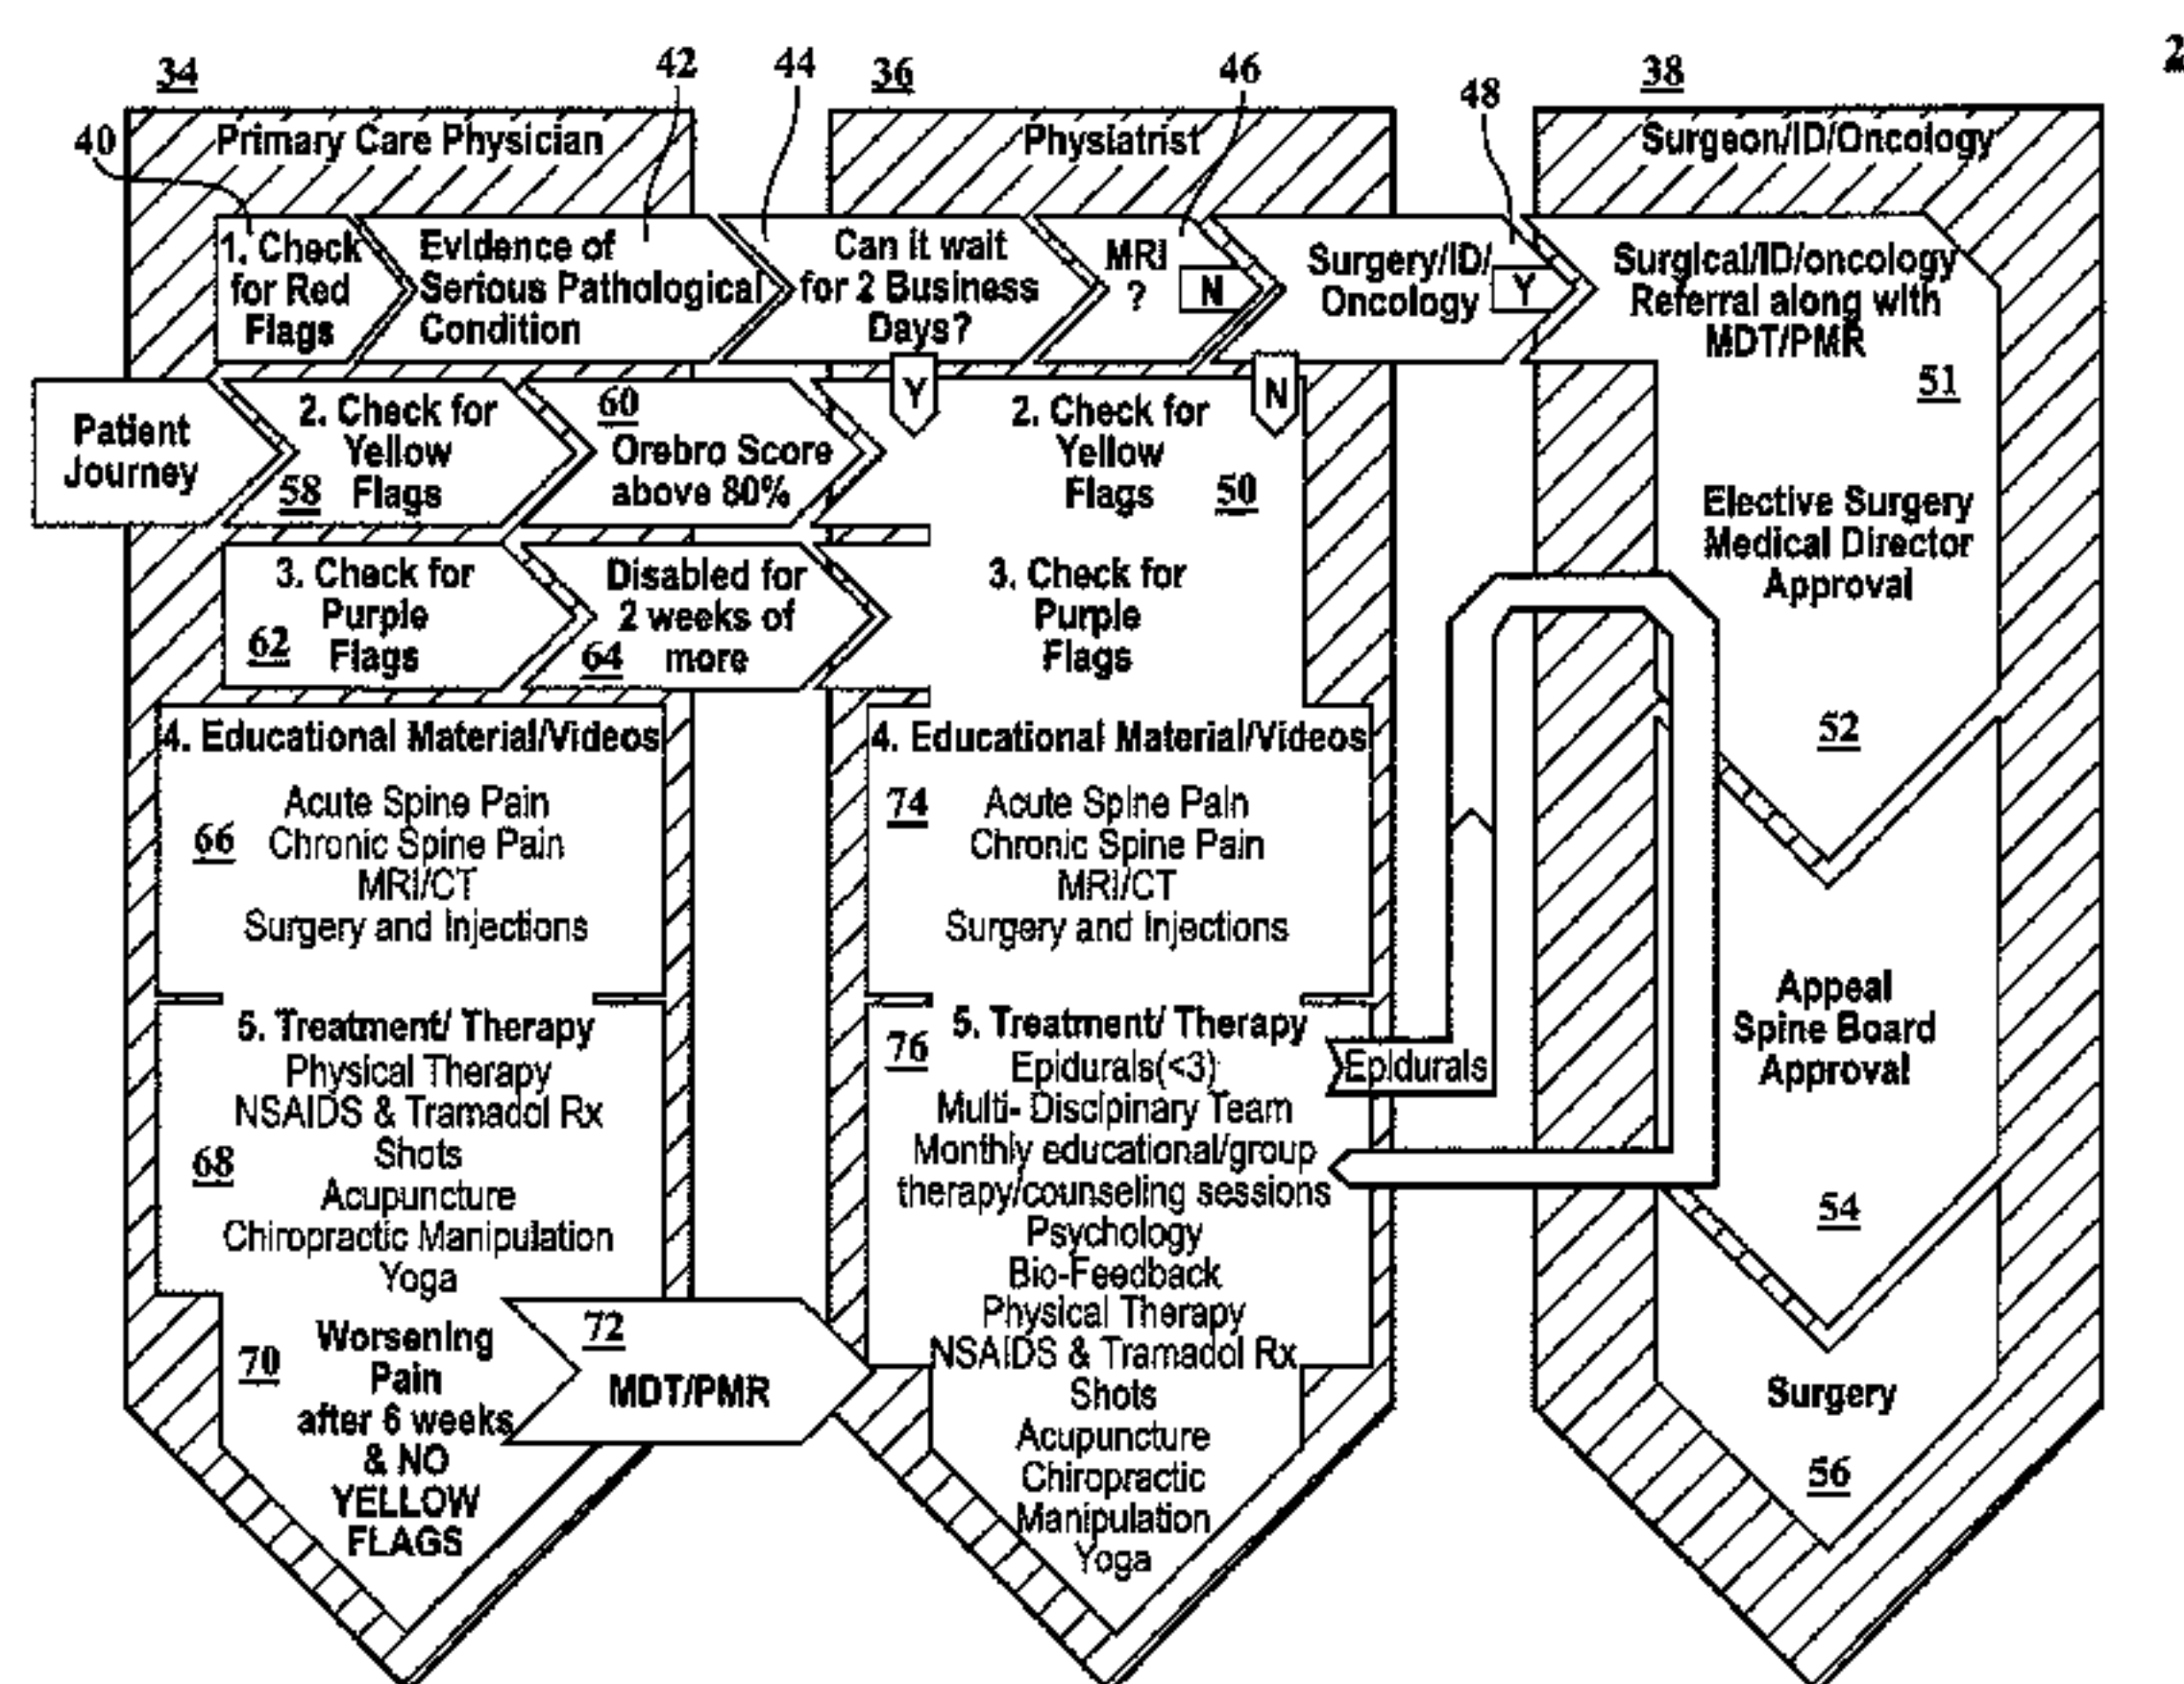 34
42
44
36
46
48
38
2
40
Primary Care Physician
Physiatrist
Surgeon/ID/Oncology
1. Check
for Red
Flags
Evidence of
Serious Pathological
Condition
Can it wait
for 2 Business
Days?
MRI
?
N
Surgery/ID/
Oncology
Y
Surgical/ID/oncology
Referral along with
MDT/PMR
51
Y
N
Patient
Journey
2. Check for
Yellow
Flags
58
60
Orebro Score
above 80%
2. Check for
Yellow
Flags
50
Elective Surgery
Medical Director
Approval
52
3. Check for
Purple
Flags
62
Disabled for
2 weeks of
more
64
3. Check for
Purple
Flags
4. Educational Material/Videos
Acute Spine Pain
Chronic Spine Pain
MRI/CT
Surgery and Injections
66
4. Educational Material/Videos
74
Acute Spine Pain
Chronic Spine Pain
MRI/CT
Surgery and Injections
5. Treatment/ Therapy
Physical Therapy
NSAIDS & Tramadol Rx
Shots
68
Acupuncture
Chiropractic Manipulation
Yoga
5. Treatment/ Therapy
76
Epidurals(<3)
Multi- Discipinary Team
Monthly educational/group
therapy/counseling sessions
Psychology
Bio-Feedback
Physical Therapy
NSAIDS & Tramadol Rx
Shots
Acupuncture
Chiropractic
Manipulation
Yoga
Epidurals
Appeal
Spine Board
Approval
54
70
Worsening
Pain
after 6 weeks
& NO
YELLOW
FLAGS
72
MDT/PMR
Surgery
56